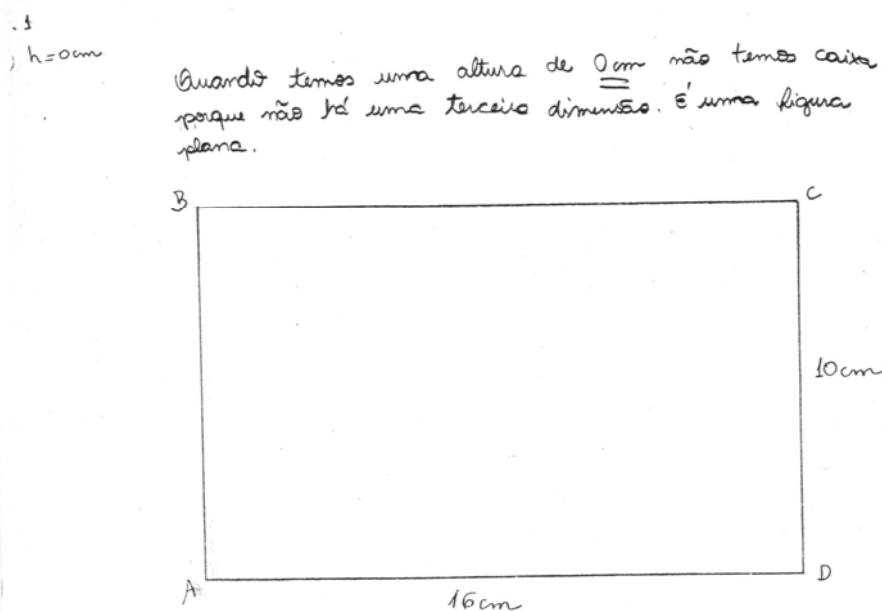 .1
, h=0cm
Quando temos uma altura de 0cm não temos caixa
porque não há uma terceira dimensão. É uma figura
plana.
B
C
10cm
A
D
16cm